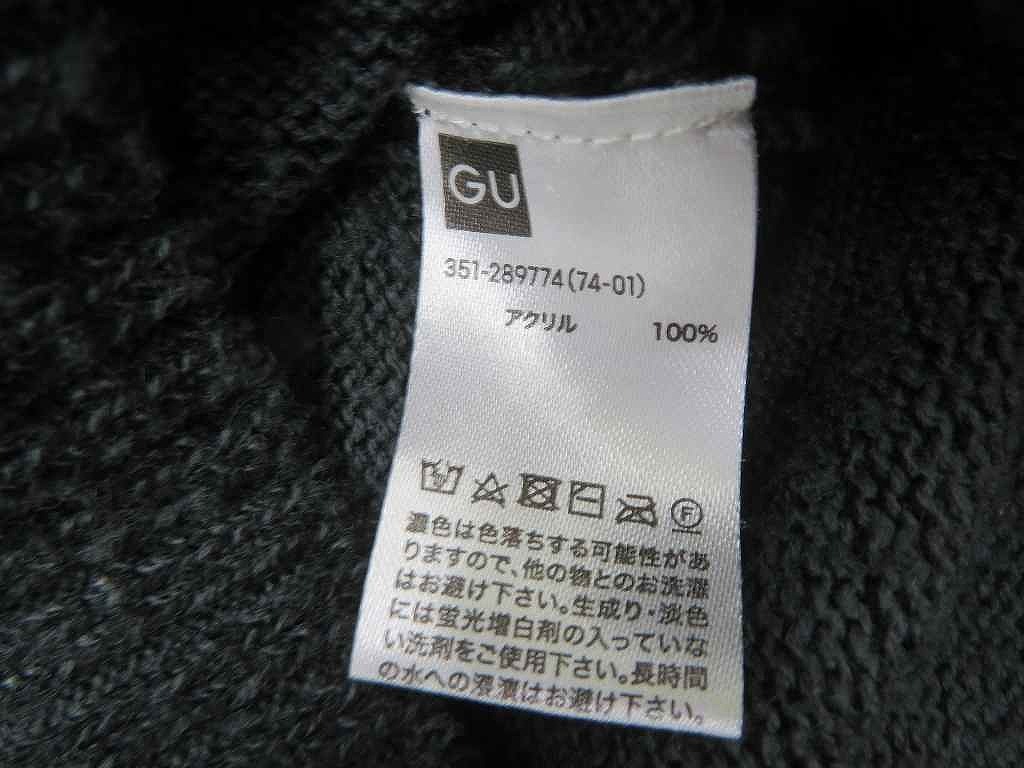 GU
351-289774(74-01)
アクリル 100%
F
濃色は色落ちする可能性があ
りますので、他の物とのお洗濯
はお避け下さい。生成り・淡色
には蛍光増白剤の入っていな
い洗剤をご使用下さい。長時間
の水への浸漬はお避け下さい。